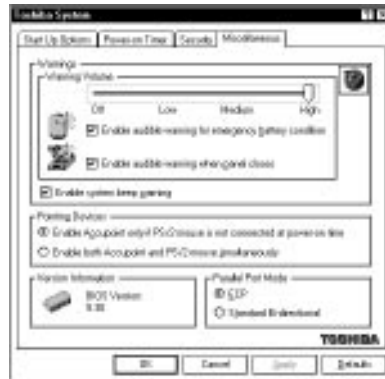 Toshiba System
Start Up Options Power-on Timer Security Miscellaneous
Warnings
Warning Volume
Off Low Medium High
Enable audible warning for emergency battery condition
Enable audible warning when panel closes
Enable system beep
Pointing Devices
Enable Accupoint only if PS/2 mouse is not connected at power-on time
Enable both Accupoint and PS/2 mouse simultaneously
Version Information
BIOS Version
Parallel Port Mode
ECP
Standard Bi-directional
TOSHIBA
OK Cancel Apply Defaults